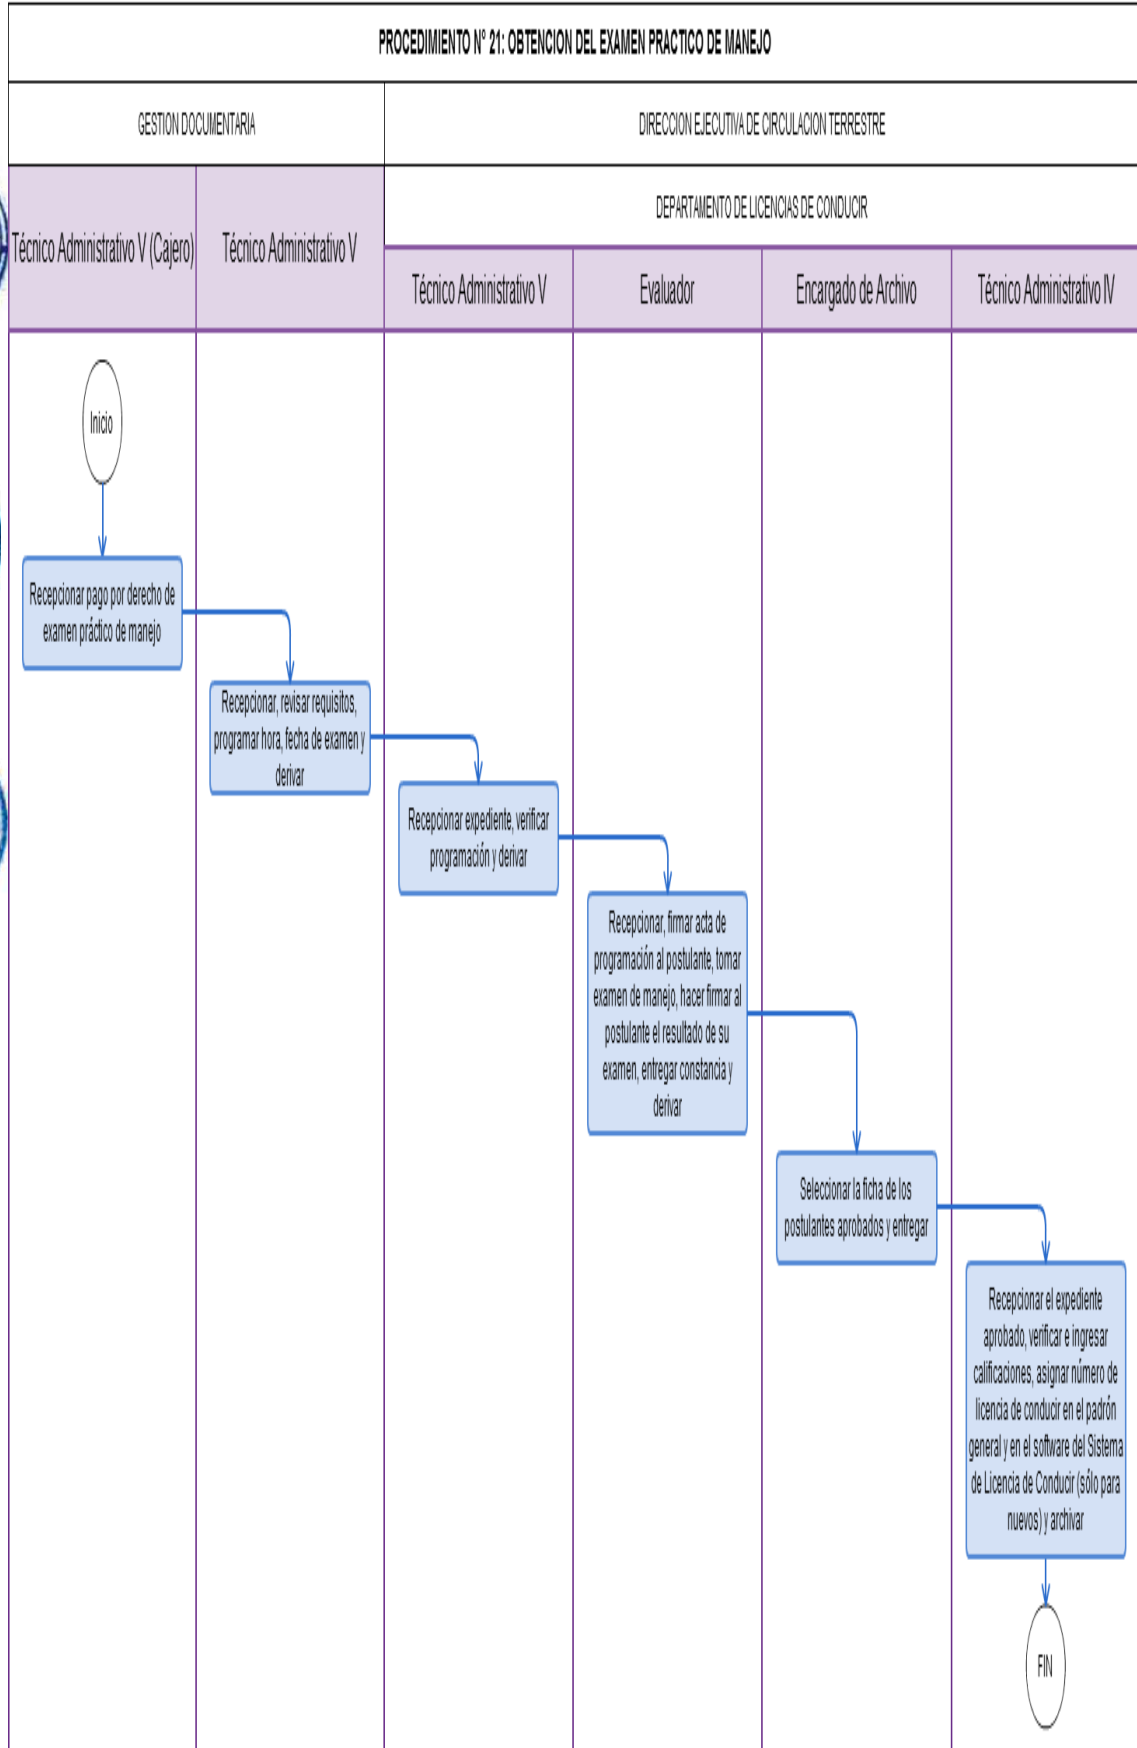 PROCEDIMIENTO N° 21: OBTENCION DEL EXAMEN PRACTICO DE MANEJO
GESTION DOCUMENTARIA
DIRECCION EJECUTIVA DE CIRCULACION TERRESTRE
DEPARTAMENTO DE LICENCIAS DE CONDUCIR
Técnico Administrativo V (Cajero)
Técnico Administrativo V
Técnico Administrativo V
Evaluador
Encargado de Archivo
Técnico Administrativo IV
Inicio
Recepcionar pago por derecho de
examen práctico de manejo
Recepcionar, revisar requisitos,
programar hora, fecha de examen y
derivar
Recepcionar expediente, verificar
programación y derivar
Recepcionar, firmar acta de
programación al postulante, tomar
examen de manejo, hacer firmar al
postulante el resultado de su
examen, entregar constancia y
derivar
Seleccionar la ficha de los
postulantes aprobados y entregar
Recepcionar el expediente
aprobado, verificar e ingresar
calificaciones, asignar número de
licencia de conducir en el padrón
general y en el software del Sistema
de Licencia de Conducir (sólo para
nuevos) y archivar
FIN